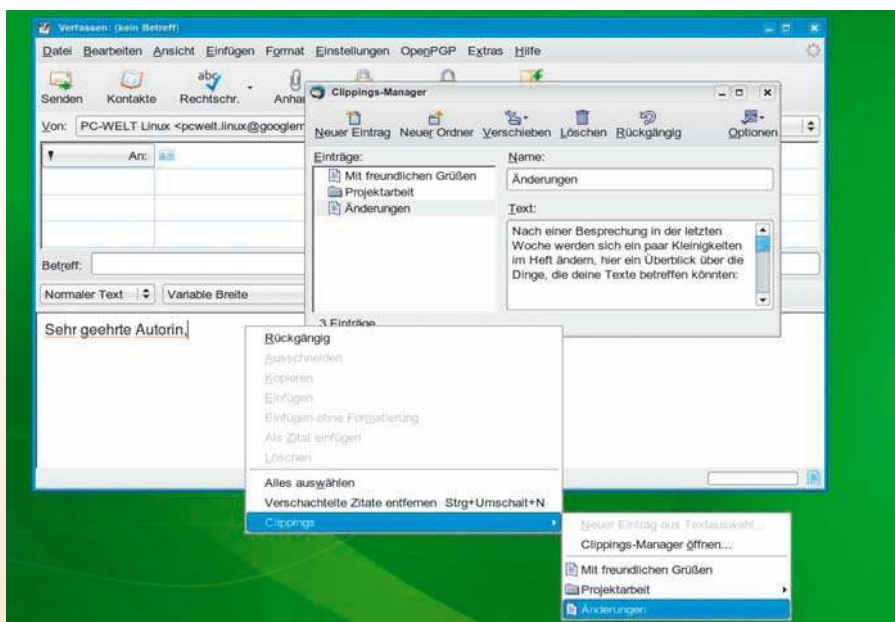 Verfassen: (kein Betreff)
Datei Bearbeiten Ansicht Einfügen Format Einstellungen OpenPGP Extras Hilfe
Senden Kontakte Rechtschr. Anha
Von: PC-WELT Linux <pcwelt.linux@googlem
An:
Betreff:
Normaler Text Variable Breite
Sehr geehrte Autorin,
Clippings-Manager
Neuer Eintrag Neuer Ordner Verschieben Löschen Rückgängig Optionen
Einträge:
Mit freundlichen Grüßen
Projektarbeit
Änderungen
3 Einträge
Name:
Änderungen
Text:
Nach einer Besprechung in der letzten
Woche werden sich ein paar Kleinigkeiten
im Heft ändern, hier ein Überblick über die
Dinge, die deine Texte betreffen könnten:
Rückgängig
Ausschneiden
Kopieren
Einfügen
Einfügen ohne Formatierung
Als Zitat einfügen
Löschen
Alles auswählen
Verschachtelte Zitate entfernen Strg+Umschalt+N
Clippings
Neuer Eintrag aus Textauswahl...
Clippings-Manager öffnen...
Mit freundlichen Grüßen
Projektarbeit
Änderungen